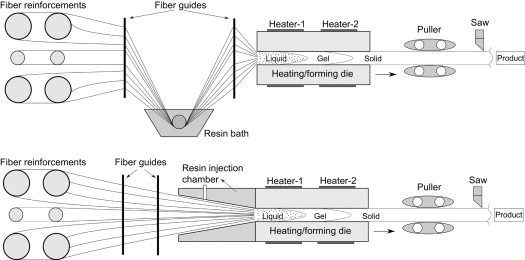 Fiber reinforcements
Fiber guides
Heater-1
Heater-2
Puller
Saw
Liquid
Gel
Solid
Product
Heating/forming die
Resin bath
Fiber reinforcements
Fiber guides
Resin injection
chamber
Heater-1
Heater-2
Puller
Saw
Liquid
Gel
Solid
Product
Heating/forming die